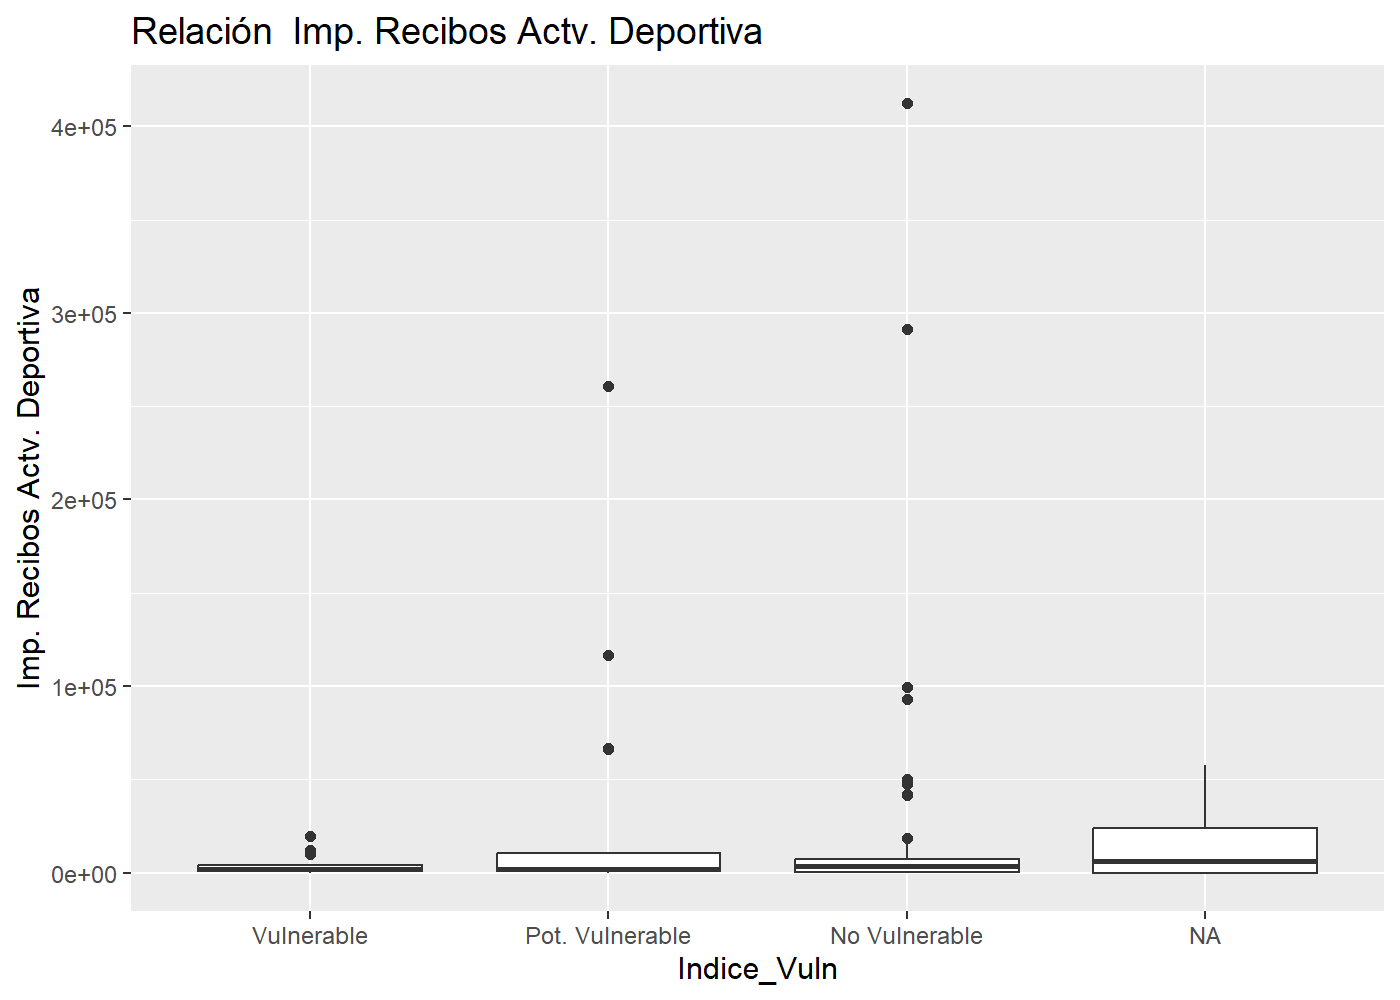 Relación  Imp. Recibos Actv. Deportiva
Imp. Recibos Actv. Deportiva
4e+05
3e+05
2e+05
1e+05
0e+00
Vulnerable
Pot. Vulnerable
No Vulnerable
NA
Indice_Vuln